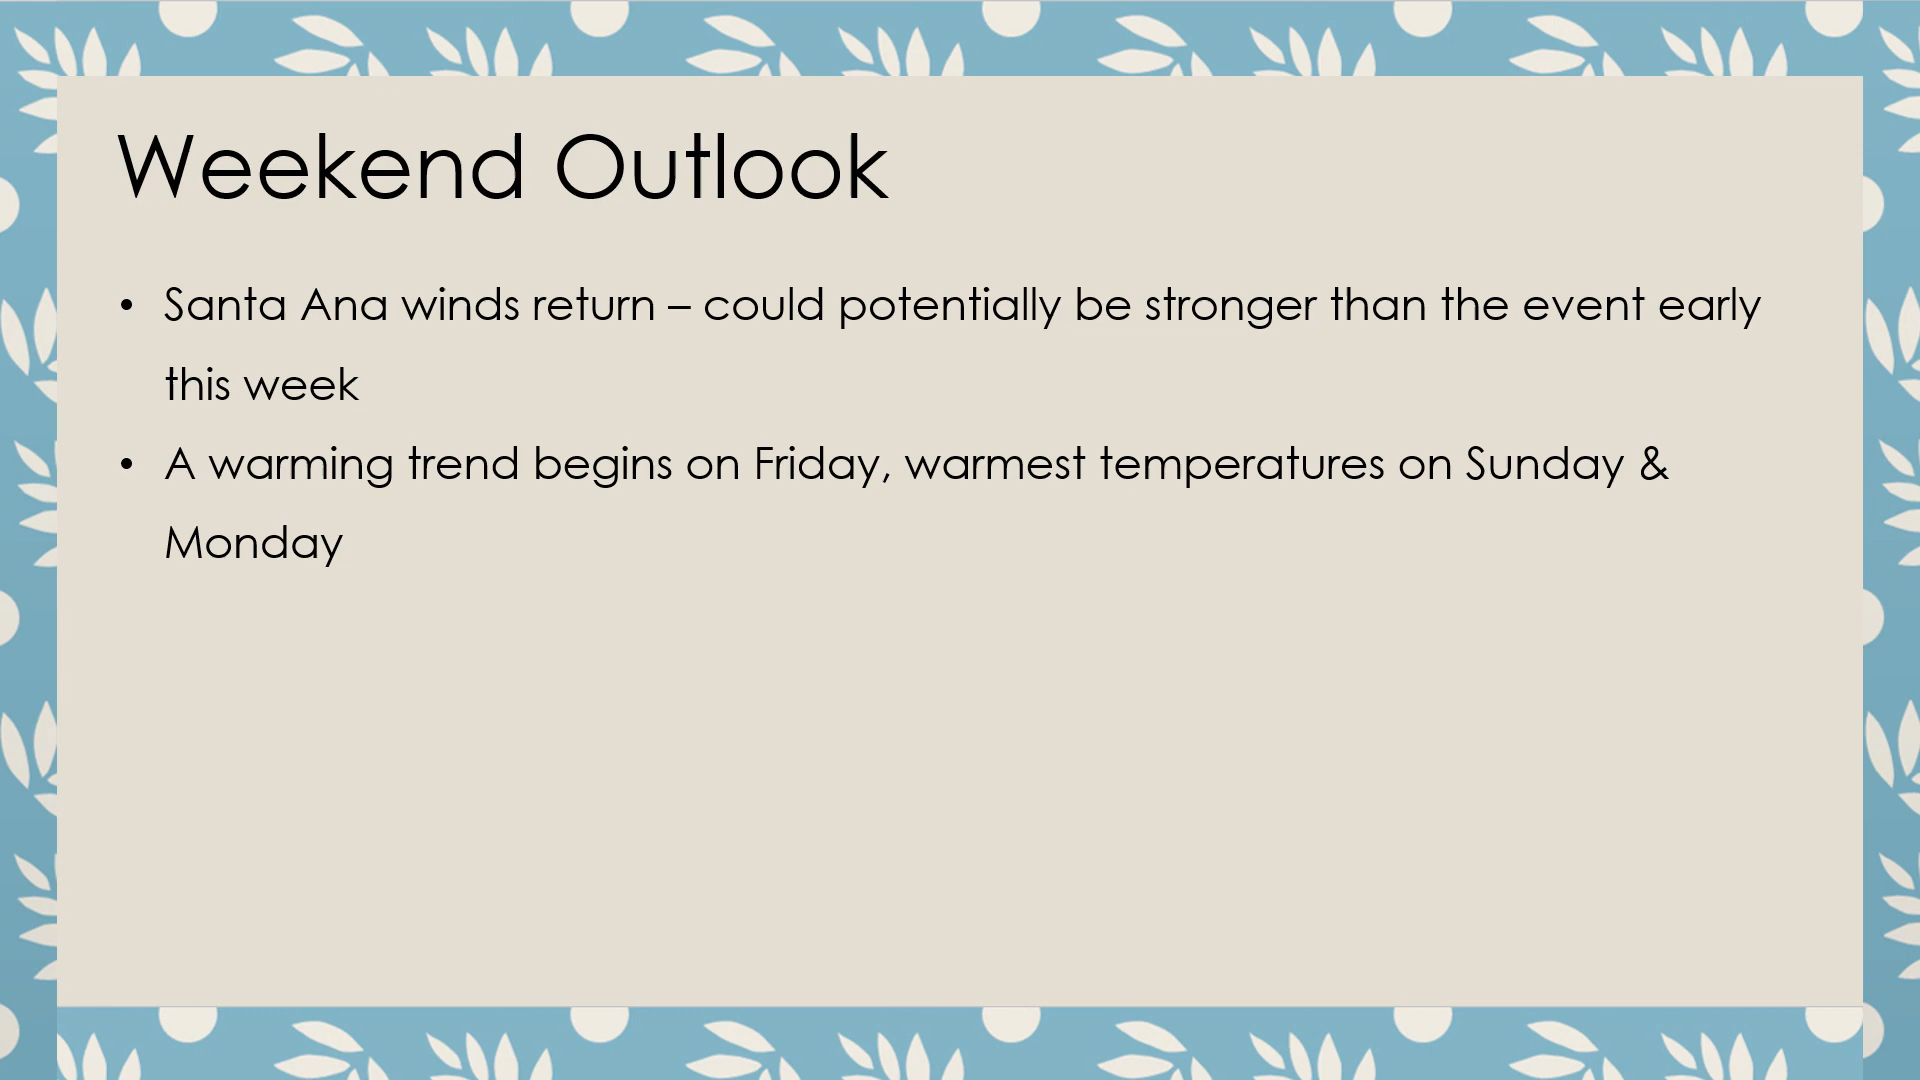 Weekend Outlook
• Santa Ana winds return – could potentially be stronger than the event early
this week
• A warming trend begins on Friday, warmest temperatures on Sunday &
Monday